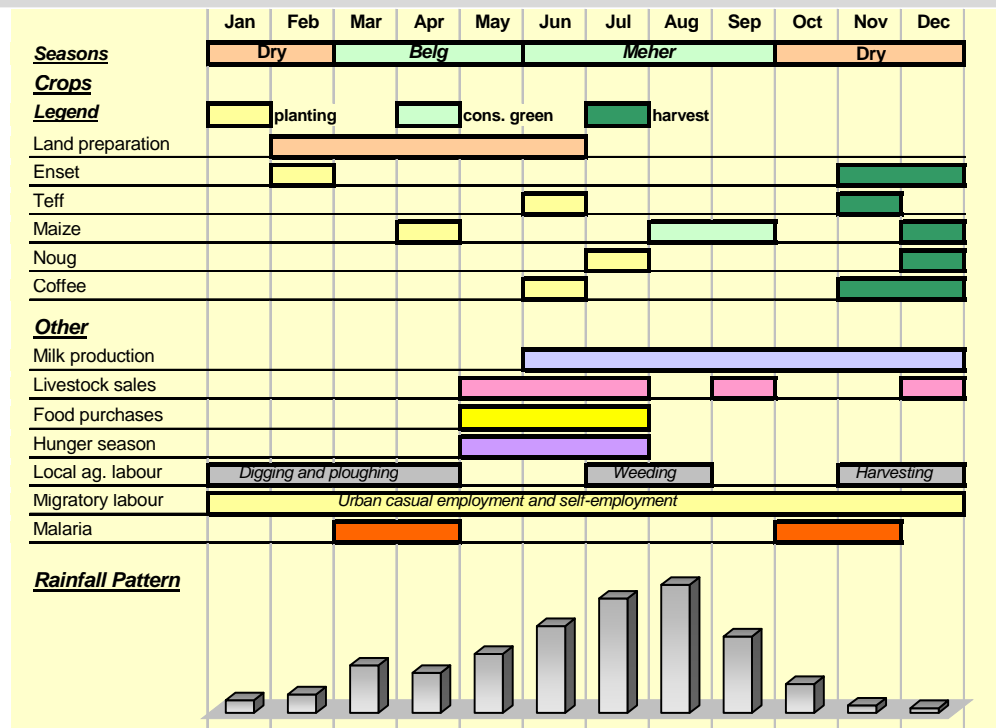 Jan Feb Mar Apr May Jun Jul Aug Sep Oct Nov Dec
Seasons Dry Belg Meher Dry
Crops
Legend planting cons. green harvest
Land preparation
Enset
Teff
Maize
Noug
Coffee
Other
Milk production
Livestock sales
Food purchases
Hunger season
Local ag. labour Digging and ploughing Weeding Harvesting
Migratory labour Urban casual employment and self-employment
Malaria
Rainfall Pattern